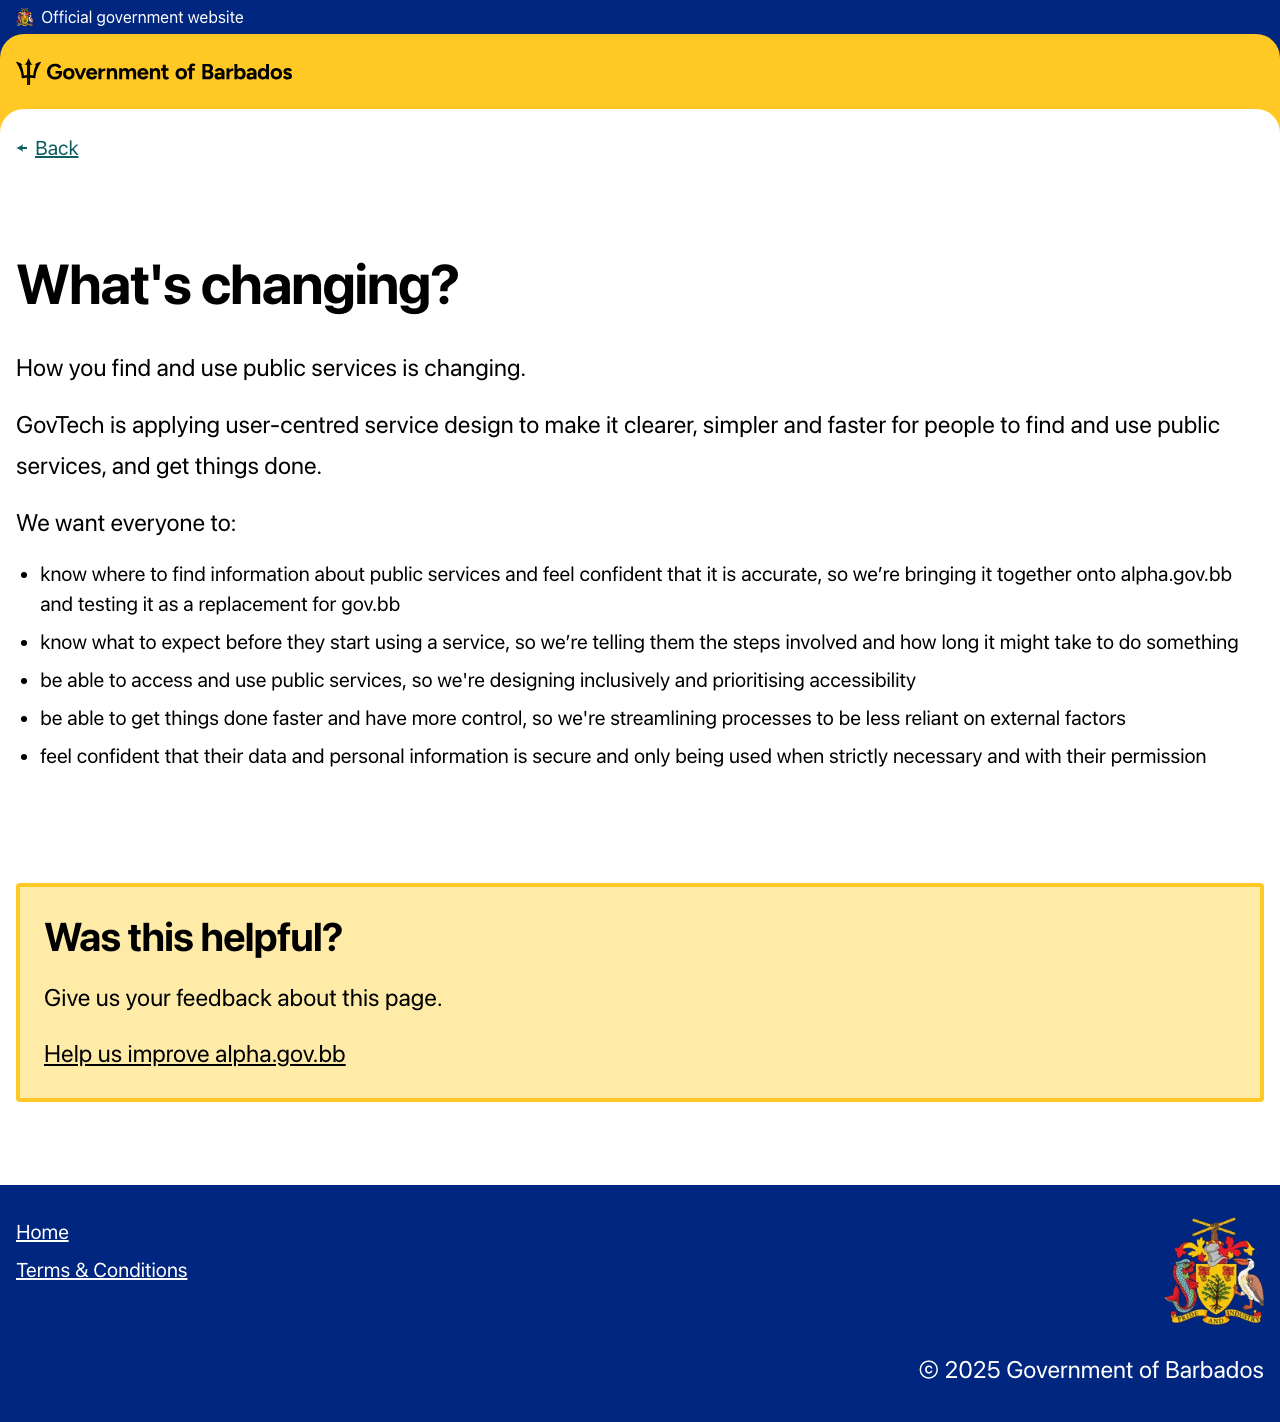 Official government website
Government of Barbados
Back
What's changing?
How you find and use public services is changing.
GovTech is applying user-centred service design to make it clearer, simpler and faster for people to find and use public
services, and get things done.
We want everyone to:
know where to find information about public services and feel confident that it is accurate, so we’re bringing it together onto alpha.gov.bb
and testing it as a replacement for gov.bb
know what to expect before they start using a service, so we’re telling them the steps involved and how long it might take to do something
be able to access and use public services, so we're designing inclusively and prioritising accessibility
be able to get things done faster and have more control, so we're streamlining processes to be less reliant on external factors
feel confident that their data and personal information is secure and only being used when strictly necessary and with their permission
Was this helpful?
Give us your feedback about this page.
Help us improve alpha.gov.bb
Home
Terms & Conditions
PRIDE AND INDUSTRY
© 2025 Government of Barbados